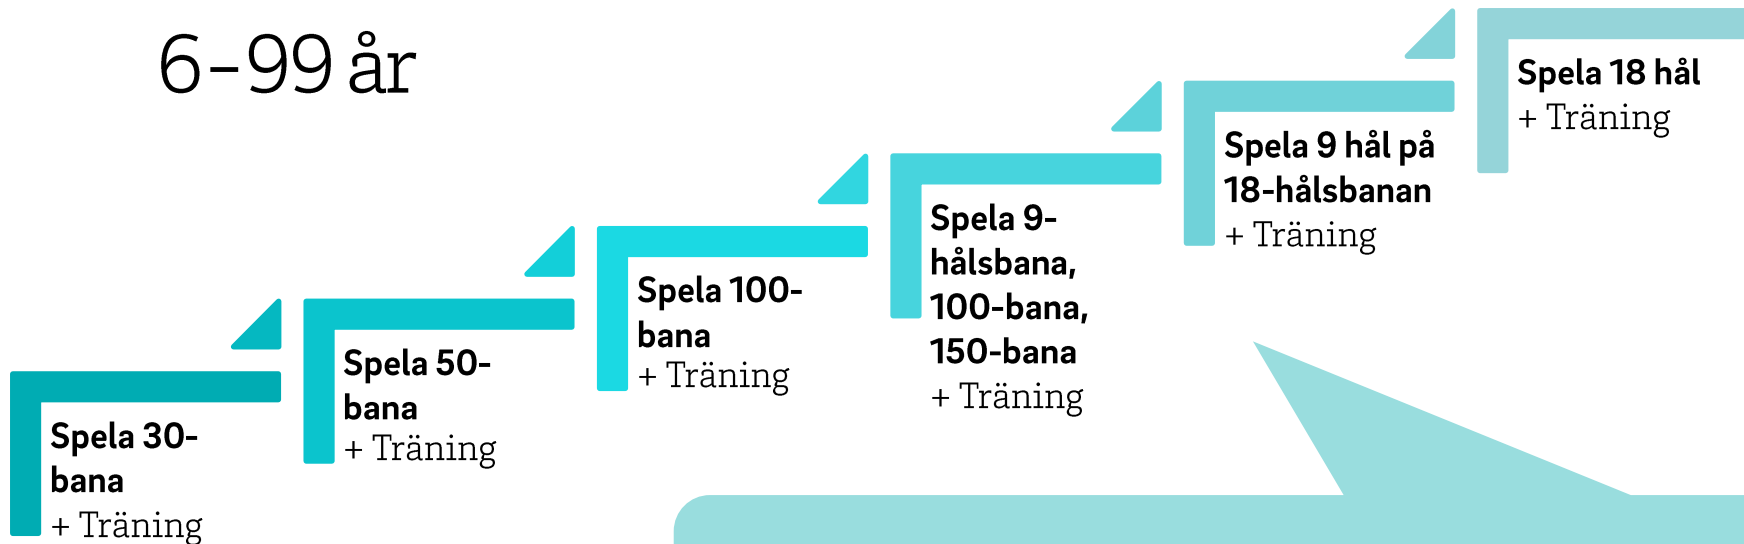 6-99 år
Spela 30-
bana
+ Träning
Spela 50-
bana
+ Träning
Spela 100-
bana
+ Träning
Spela 9-
hålsbana,
100-bana,
150-bana
+ Träning
Spela 9 hål på
18-hålsbanan
+ Träning
Spela 18 hål
+ Träning